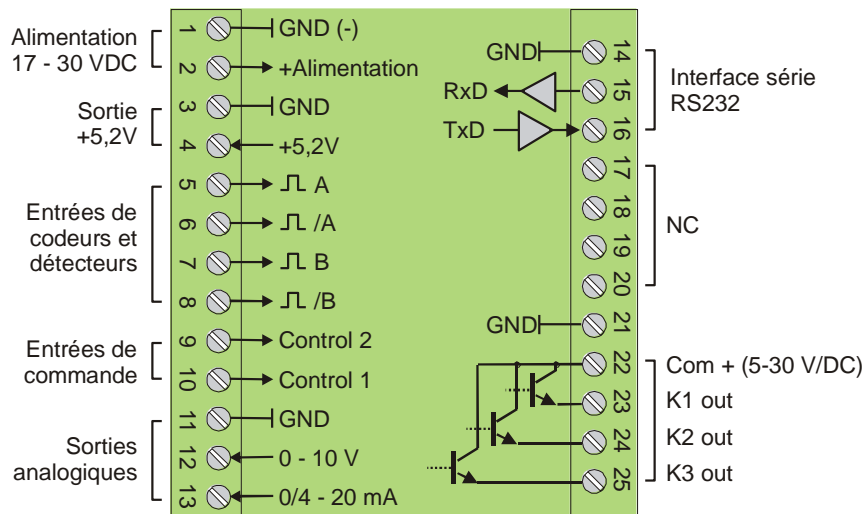 Alimentation
17 - 30 VDC
Sortie
+5,2V
Entrées de
codeurs et
détecteurs
Entrées de
commande
Sorties
analogiques
1 GND (-)
2 +Alimentation
3 GND
4 +5,2V
5 A
6 /A
7 B
8 /B
9 Control 2
10 Control 1
11 GND
12 0 - 10 V
13 0/4 - 20 mA
GND 14
RxD 15
TxD 16
17
18
19
20
GND 21
22
23
24
25
Interface série
RS232
NC
Com + (5-30 V/DC)
K1 out
K2 out
K3 out